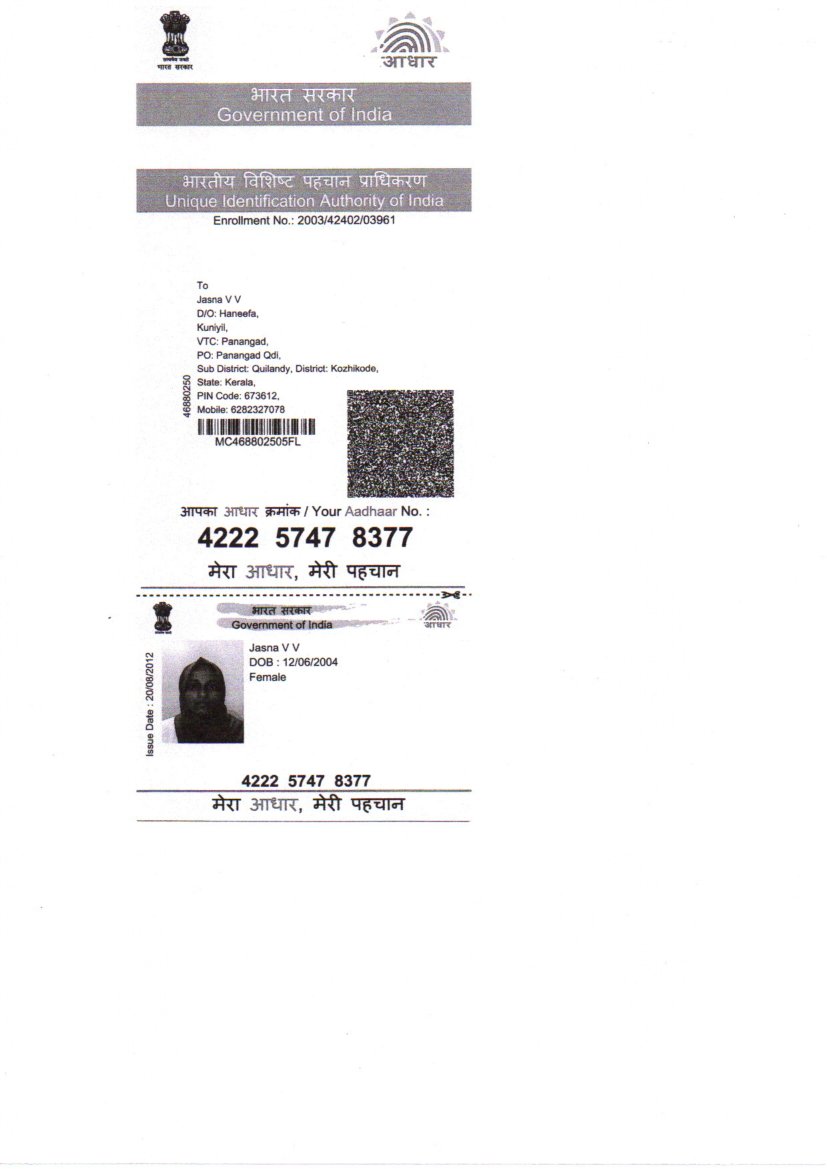 भारत सरकार
आधार
भारत सरकार
Government of India
भारतीय विशिष्ट पहचान प्राधिकरण
Unique Identification Authority of India
Enrollment No.: 2003/42402/03961
To
Jasna V V
D/O: Haneefa,
Kuniyil,
VTC: Panangad,
PO: Panangad Qdi,
Sub District: Quilandy, District: Kozhikode,
State: Kerala,
PIN Code: 673612,
Mobile: 6282327078
46880250
MC468802505FL
आपका आधार क्रमांक / Your Aadhaar No. :
4222 5747 8377
मेरा आधार, मेरी पहचान
भारत सरकार
Government of India
आधार
Jasna V V
DOB : 12/06/2004
Female
Issue Date : 20/08/2012
4222 5747 8377
मेरा आधार, मेरी पहचान